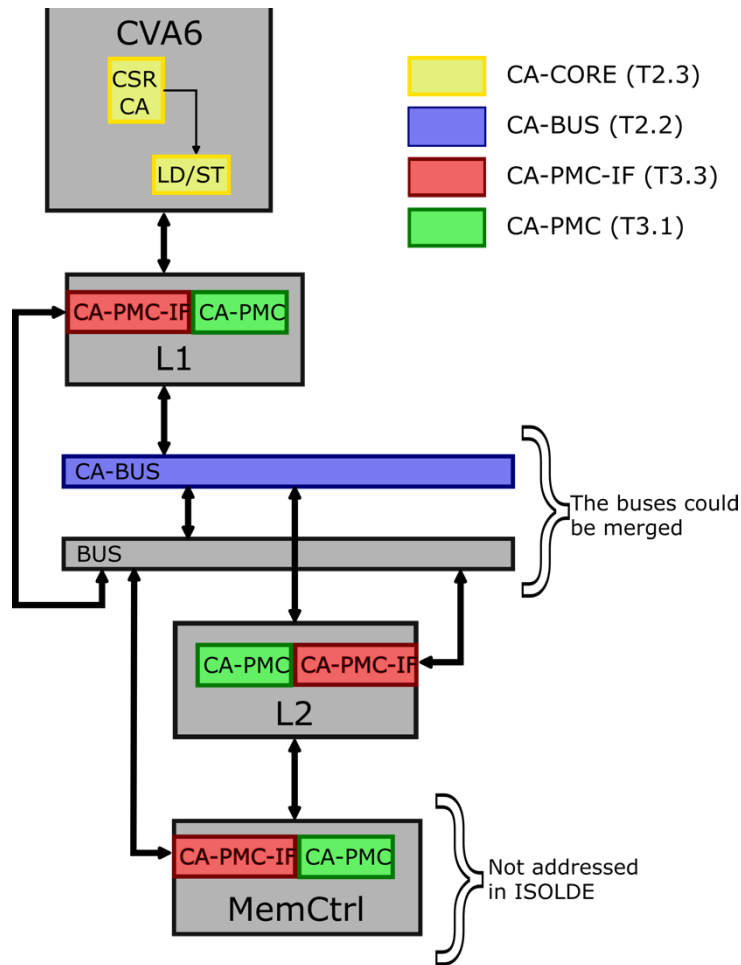 CVA6
CSR
CA
LD/ST
CA-CORE (T2.3)
CA-BUS (T2.2)
CA-PMC-IF (T3.3)
CA-PMC (T3.1)
CA-PMC-IF CA-PMC
L1
CA-BUS
BUS
The buses could
be merged
CA-PMC CA-PMC-IF
L2
CA-PMC-IF CA-PMC
MemCtrl
Not addressed
in ISOLDE